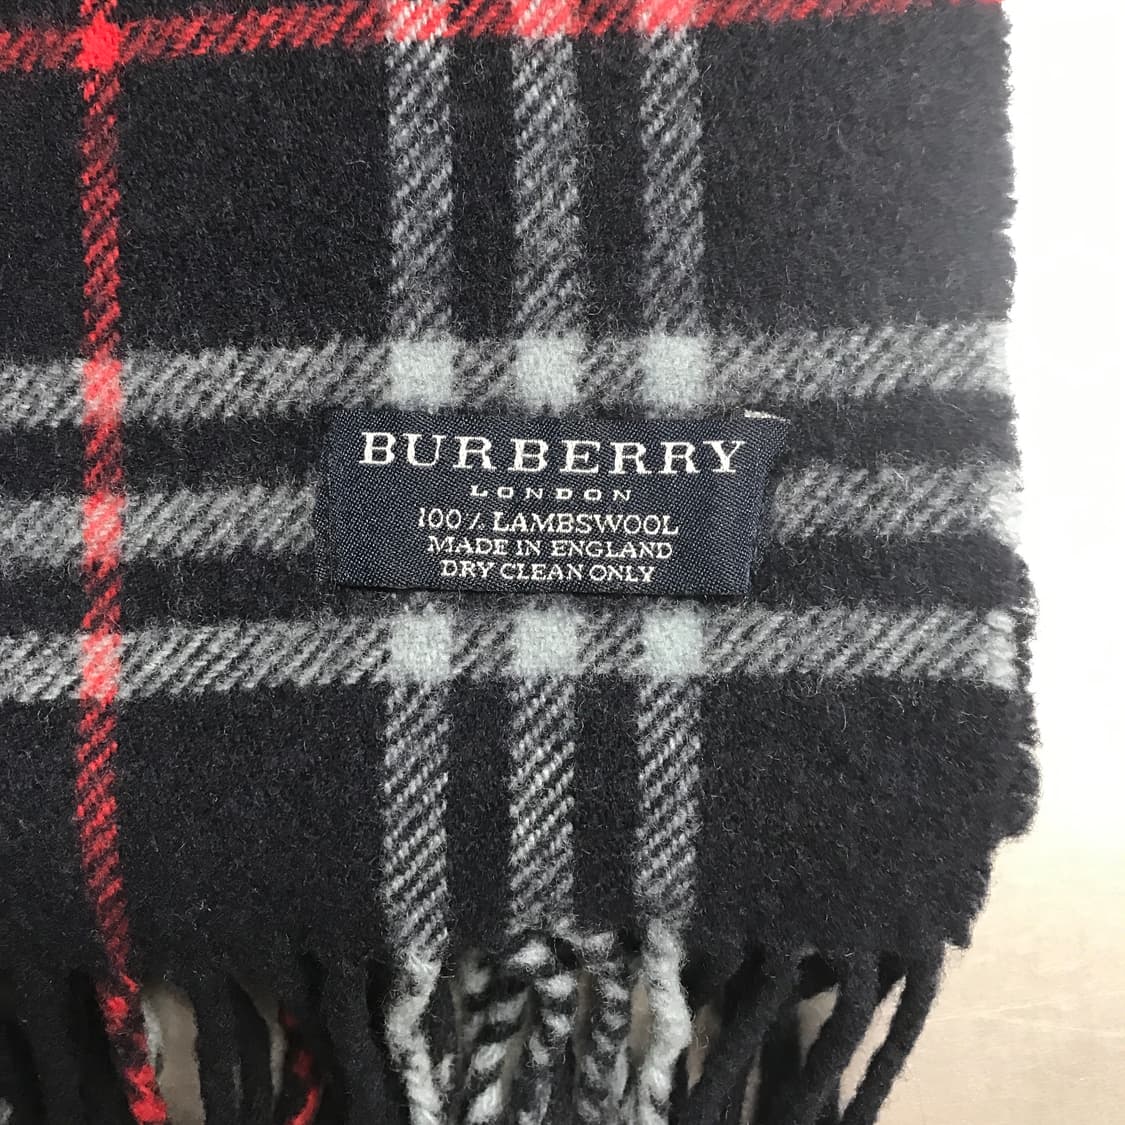 BURBERRY
LONDON
100% LAMBSWOOL
MADE IN ENGLAND
DRY CLEAN ONLY